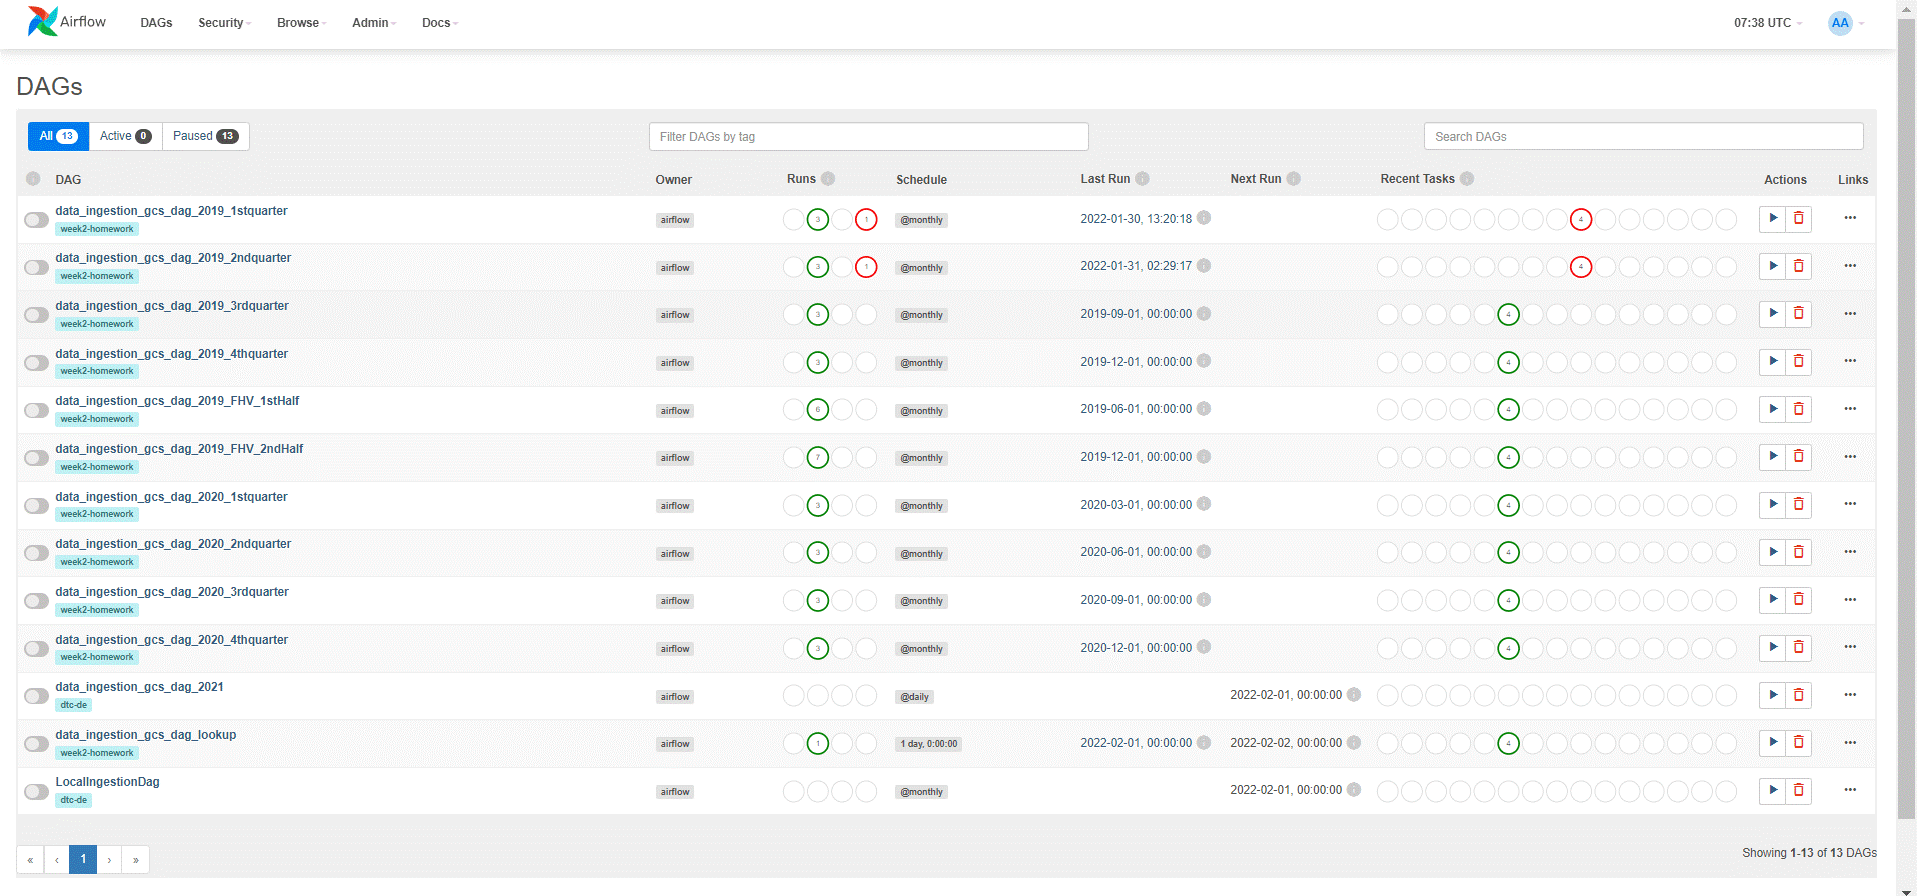 Airflow DAGs Security Browse Admin Docs 07:38 UTC AA
DAGs
All 13 Active 0 Paused 13 Filter DAGs by tag Search DAGs
DAG Owner Runs Schedule Last Run Next Run Recent Tasks Actions Links
data_ingestion_gcs_dag_2019_1stquarter
week2-homework airflow 3 1 @monthly 2022-01-30, 13:20:18 4
data_ingestion_gcs_dag_2019_2ndquarter
week2-homework airflow 3 1 @monthly 2022-01-31, 02:29:17 4
data_ingestion_gcs_dag_2019_3rdquarter
week2-homework airflow 3 @monthly 2019-09-01, 00:00:00 4
data_ingestion_gcs_dag_2019_4thquarter
week2-homework airflow 3 @monthly 2019-12-01, 00:00:00 4
data_ingestion_gcs_dag_2019_FHV_1stHalf
week2-homework airflow 6 @monthly 2019-06-01, 00:00:00 4
data_ingestion_gcs_dag_2019_FHV_2ndHalf
week2-homework airflow 7 @monthly 2019-12-01, 00:00:00 4
data_ingestion_gcs_dag_2020_1stquarter
week2-homework airflow 3 @monthly 2020-03-01, 00:00:00 4
data_ingestion_gcs_dag_2020_2ndquarter
week2-homework airflow 3 @monthly 2020-06-01, 00:00:00 4
data_ingestion_gcs_dag_2020_3rdquarter
week2-homework airflow 3 @monthly 2020-09-01, 00:00:00 4
data_ingestion_gcs_dag_2020_4thquarter
week2-homework airflow 3 @monthly 2020-12-01, 00:00:00 4
data_ingestion_gcs_dag_2021
dtc-de airflow @daily 2022-02-01, 00:00:00
data_ingestion_gcs_dag_lookup
week2-homework airflow 1 1 day, 0:00:00 2022-02-01, 00:00:00 2022-02-02, 00:00:00 4
LocalIngestionDag
dtc-de airflow @monthly 2022-02-01, 00:00:00
« ‹ 1 › » Showing 1-13 of 13 DAGs